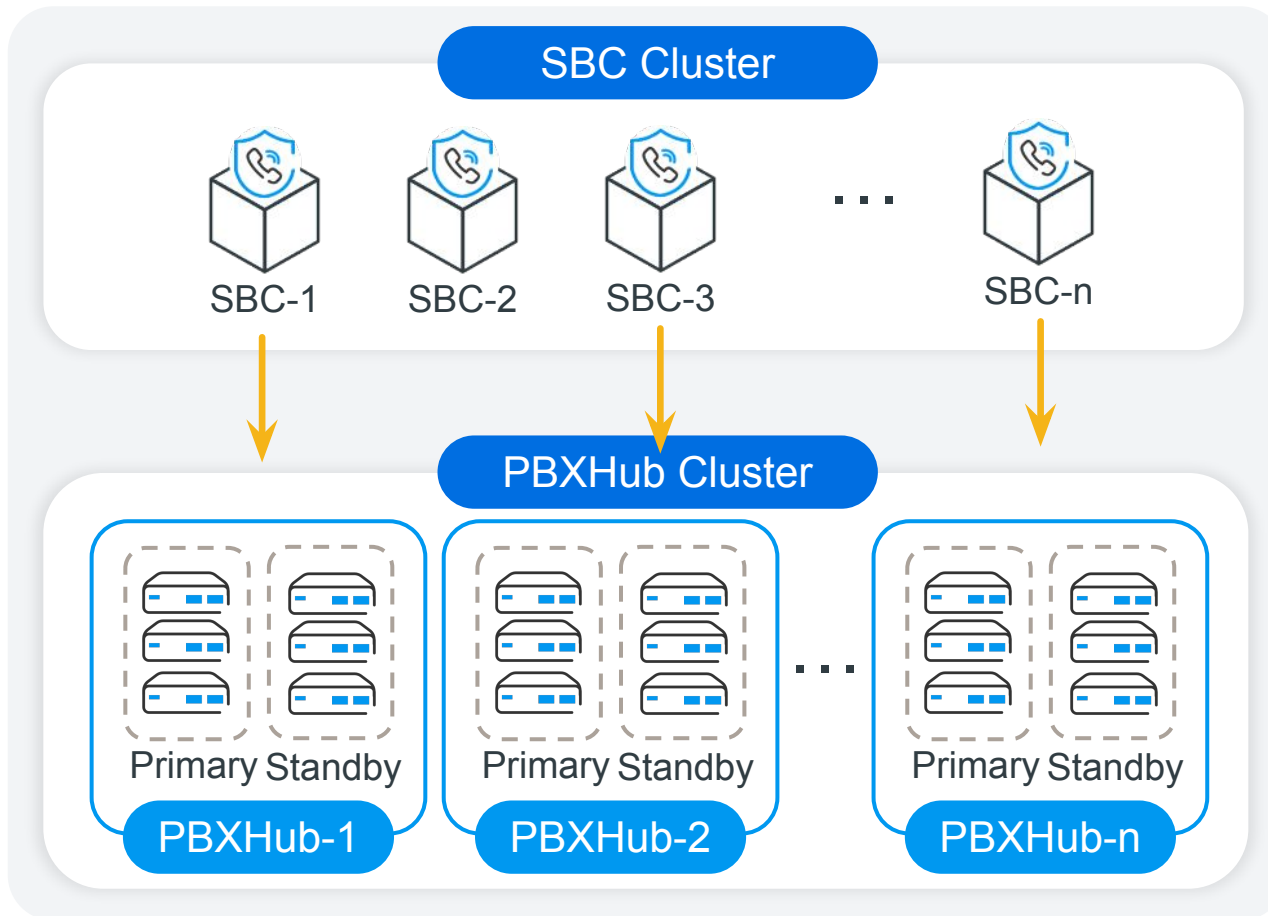 SBC Cluster
SBC-1
SBC-2
SBC-3
...
SBC-n
PBXHub Cluster
Primary Standby
Primary Standby
...
Primary Standby
PBXHub-1
PBXHub-2
PBXHub-n